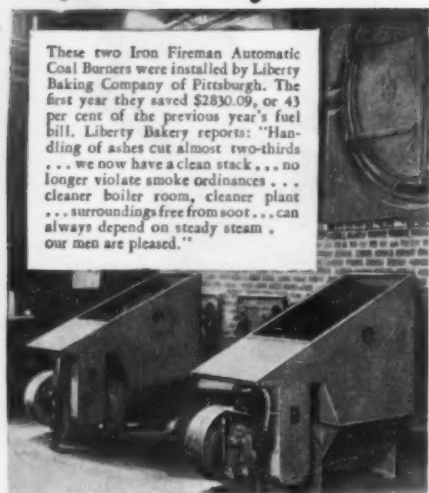 These two Iron Fireman Automatic
Coal Burners were installed by Liberty
Baking Company of Pittsburgh. The
first year they saved $2830.09, or 43
per cent of the previous year's fuel
bill. Liberty Bakery reports: "Han-
dling of ashes cut almost two-thirds
... we now have a clean stack ... no
longer violate smoke ordinances ...
cleaner boiler room, cleaner plant
... surroundings free from soot ... can
always depend on steady steam .
our men are pleased."